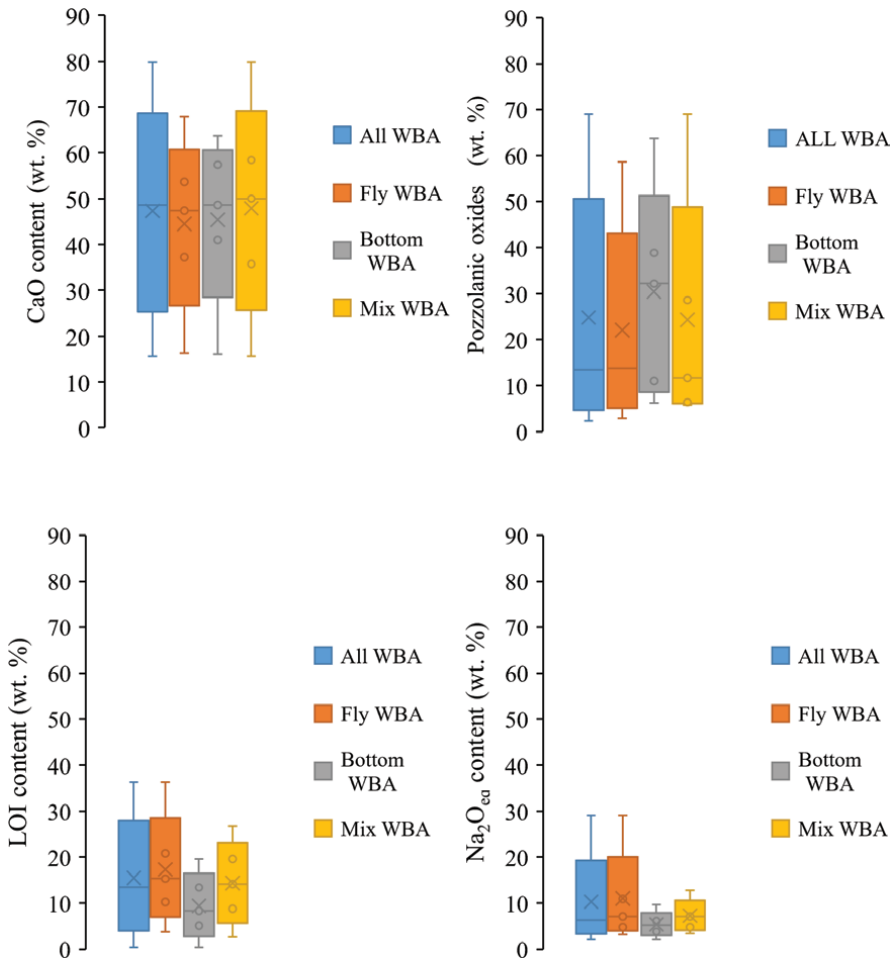 CaO content (wt. %)
90
80
70
60
50
40
30
20
10
0
All WBA
Fly WBA
Bottom
WBA
Mix WBA
Pozzolanic oxides (wt. %)
90
80
70
60
50
40
30
20
10
0
ALL WBA
Fly WBA
Bottom
WBA
Mix WBA
LOI content (wt. %)
90
80
70
60
50
40
30
20
10
0
All WBA
Fly WBA
Bottom
WBA
Mix WBA
Na₂Oea content (wt. %)
90
80
70
60
50
40
30
20
10
0
All WBA
Fly WBA
Bottom
WBA
Mix WBA